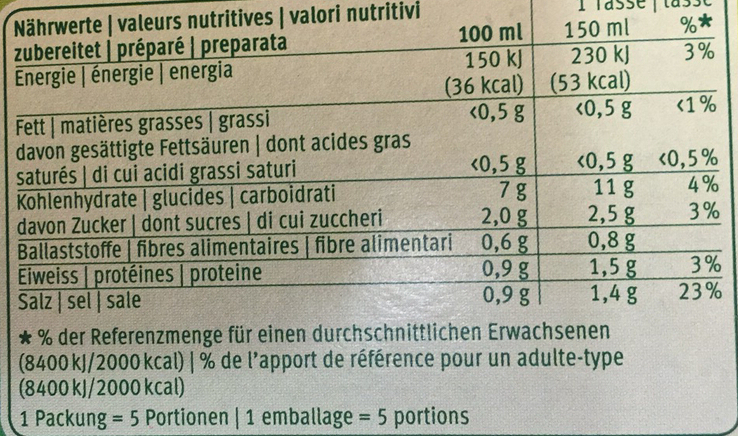 1 Tasse | tasse
Nährwerte | valeurs nutritives | valori nutritivi
zubereitet | préparé | preparata 100 ml 150 ml %*
Energie | énergie | energia 150 kJ 230 kJ 3%
(36 kcal) (53 kcal)
Fett | matières grasses | grassi <0,5 g <0,5 g <1%
davon gesättigte Fettsäuren | dont acides gras
saturés | di cui acidi grassi saturi <0,5 g <0,5 g <0,5%
Kohlenhydrate | glucides | carboidrati 7 g 11 g 4%
davon Zucker | dont sucres | di cui zuccheri 2,0 g 2,5 g 3%
Ballaststoffe | fibres alimentaires | fibre alimentari 0,6 g 0,8 g
Eiweiss | protéines | proteine 0,9 g 1,5 g 3%
Salz | sel | sale 0,9 g 1,4 g 23%
* % der Referenzmenge für einen durchschnittlichen Erwachsenen
(8400 kJ/2000 kcal) | % de l'apport de référence pour un adulte-type
(8400 kJ/2000 kcal)
1 Packung = 5 Portionen | 1 emballage = 5 portions